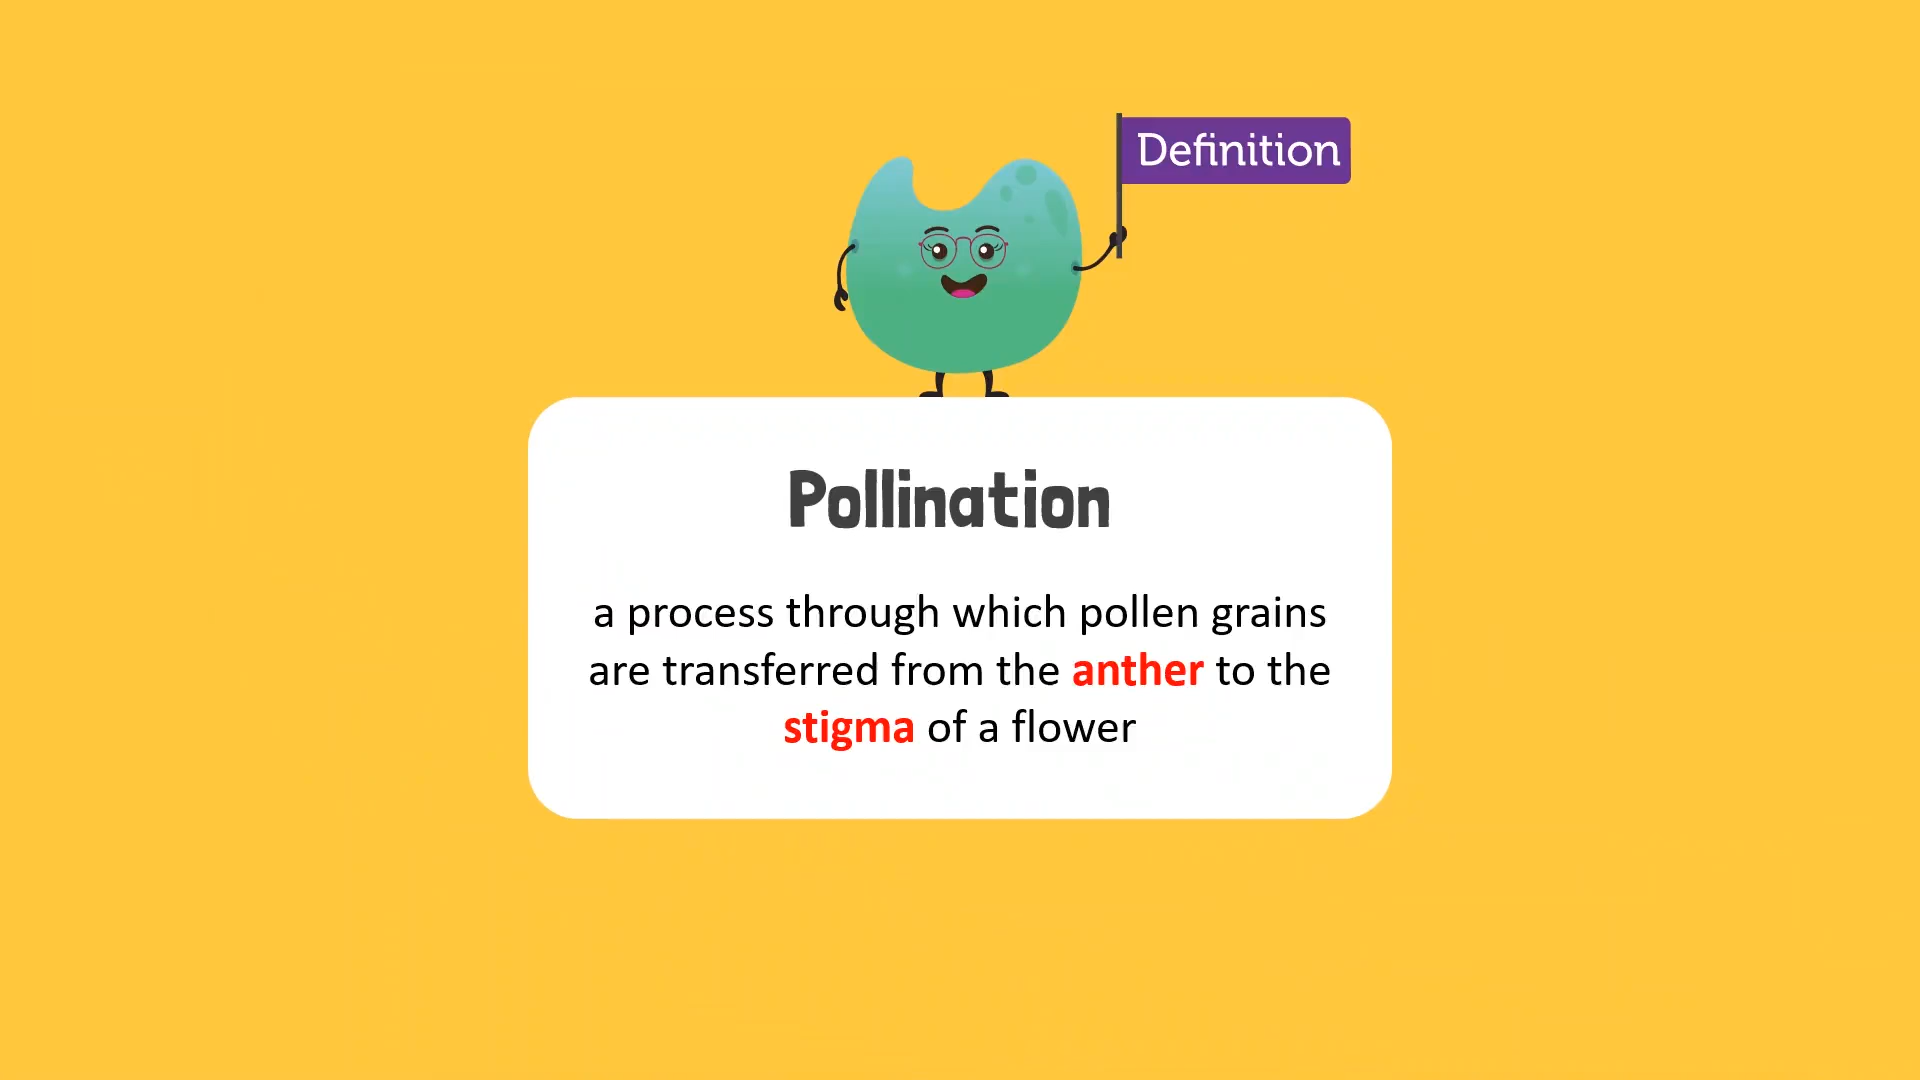 Definition
Pollination
a process through which pollen grains
are transferred from the anther to the
stigma of a flower